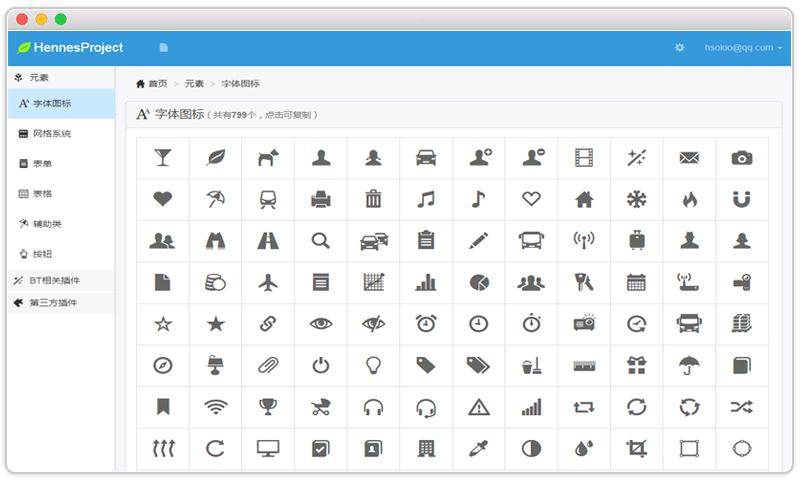 HennesProject
hsokio@qq.com
元素
字体图标
网格系统
表单
表格
辅助类
按钮
BT相关插件
第三方插件
首页 > 元素 > 字体图标
字体图标 ( 共有799个，点击可复制 )